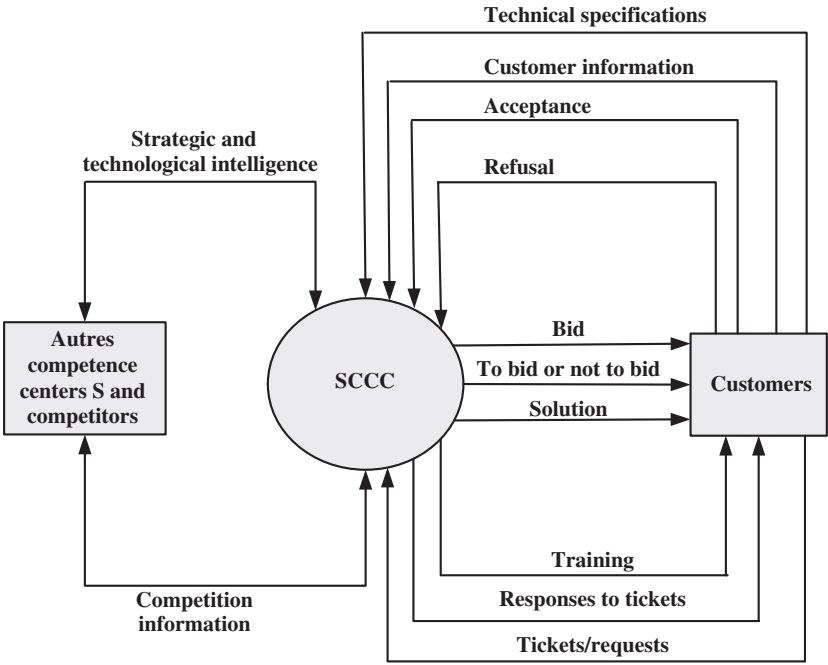 Technical specifications
Customer information
Acceptance
Strategic and
technological intelligence
Refusal
Bid
To bid or not to bid
Solution
Autres
competence
centers S and
competitors
SCCC
Customers
Training
Responses to tickets
Competition
information
Tickets/requests